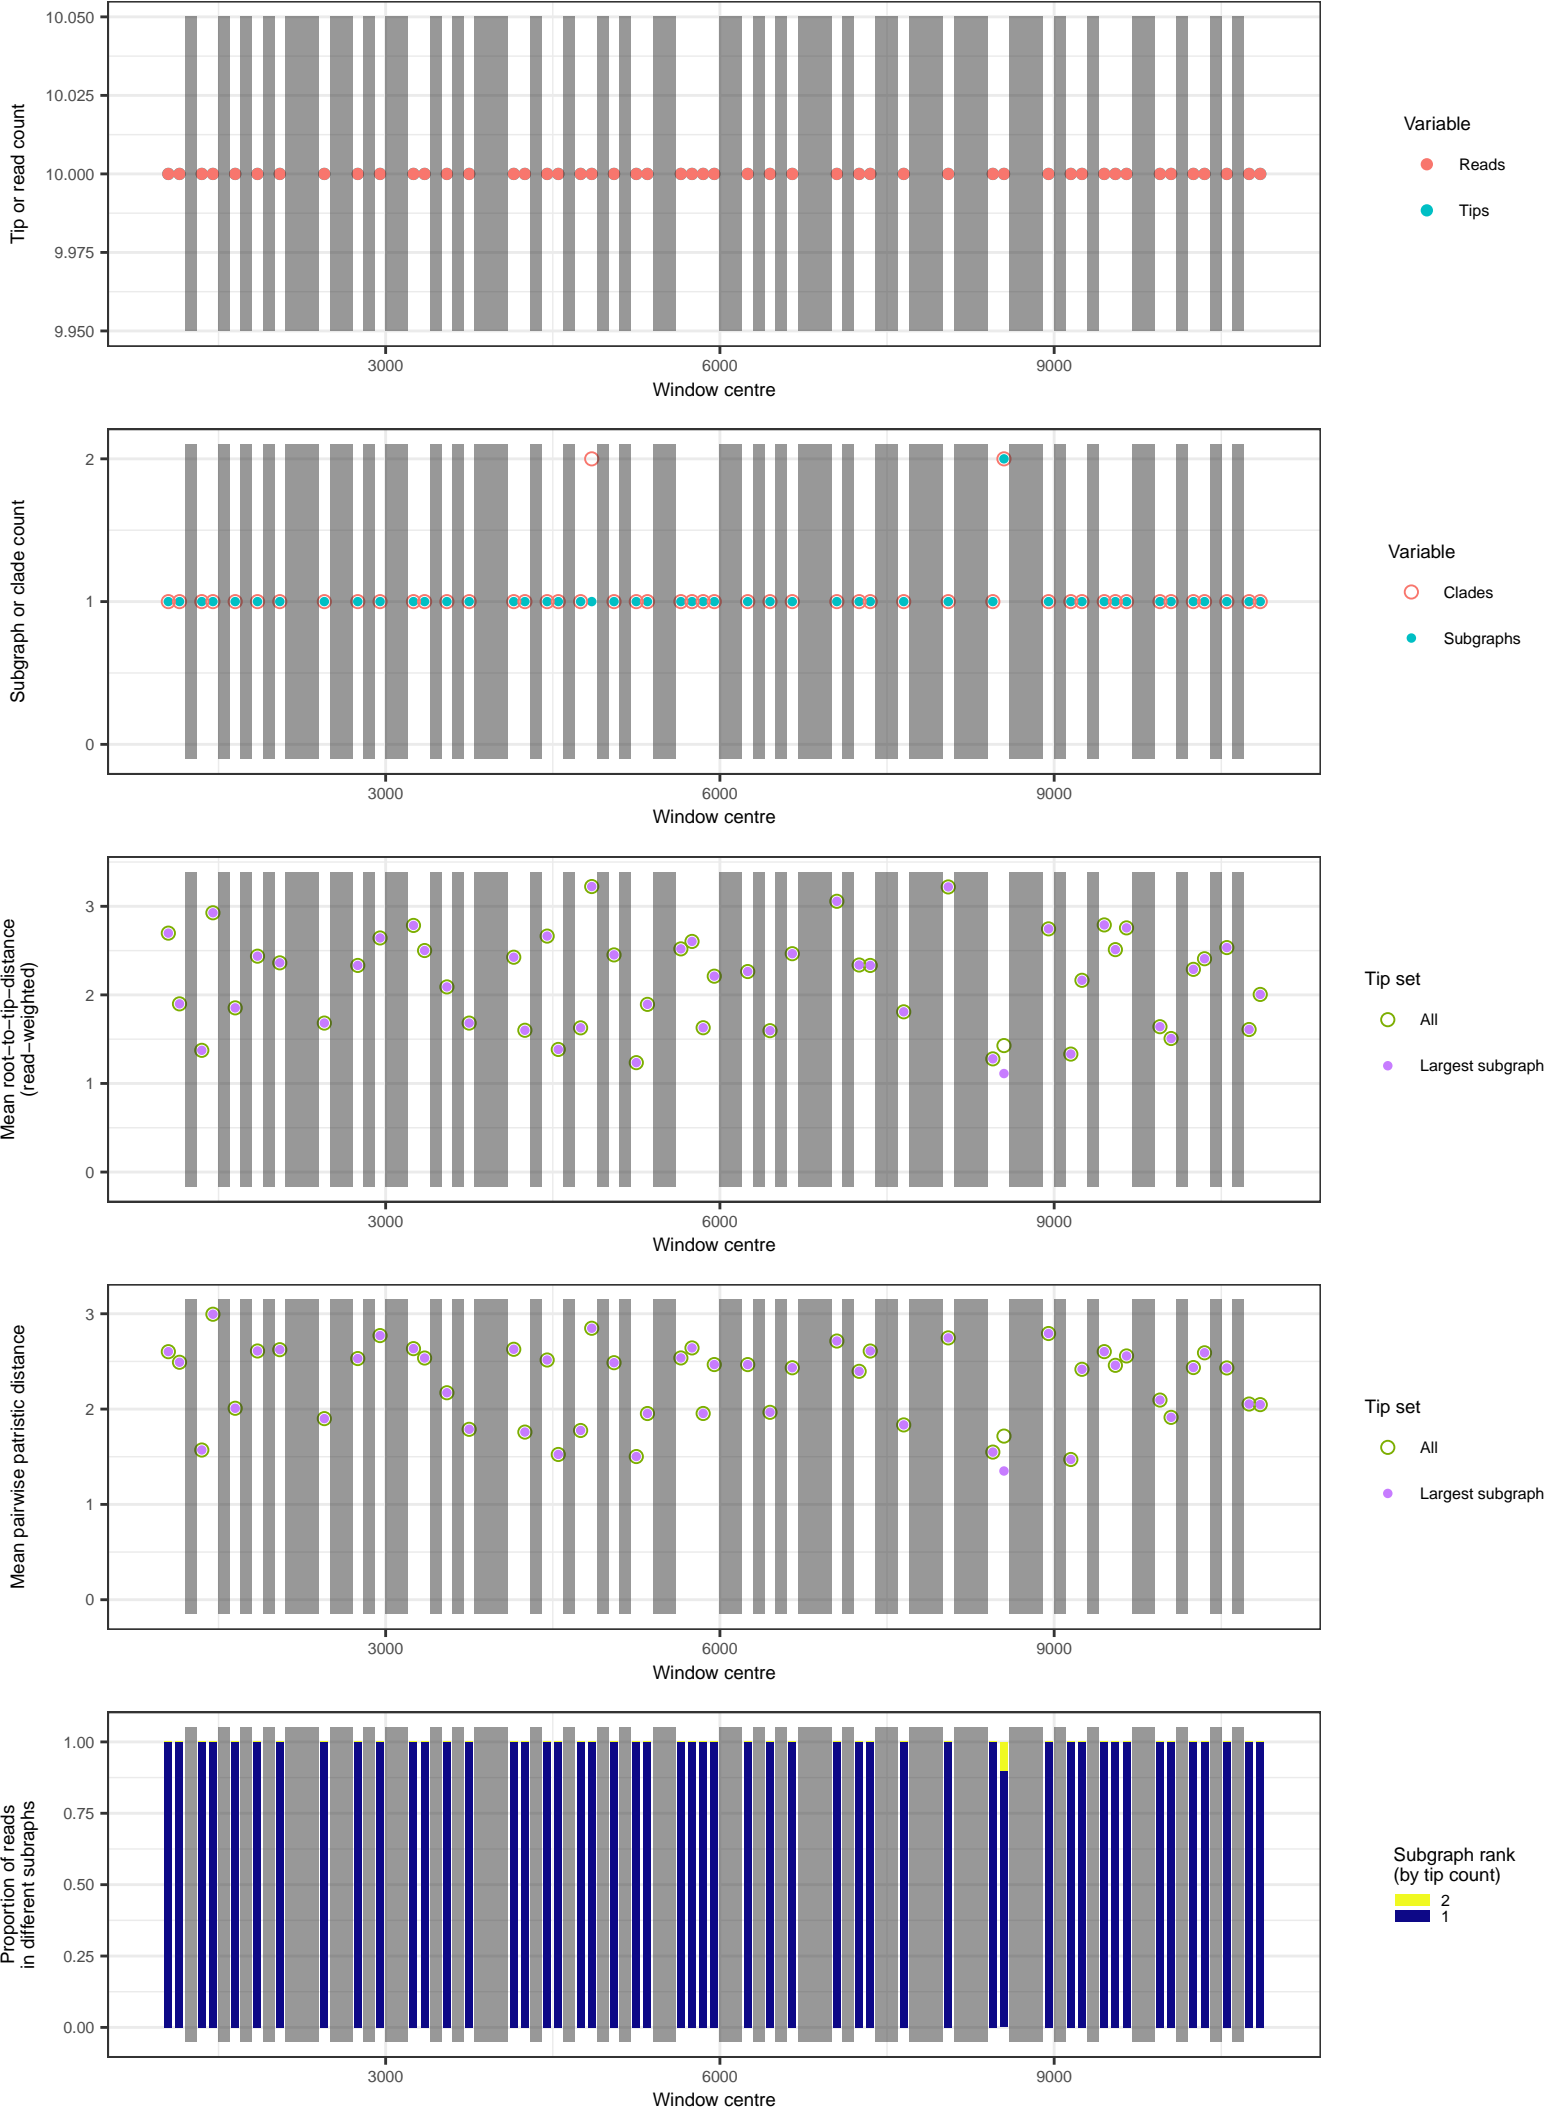 10.050
10.025
10.000
9.975
9.950
Tip or read count
3000
6000
9000
Window centre
Variable
Reads
Tips
2
1
0
Subgraph or clade count
3000
6000
9000
Window centre
Variable
Clades
Subgraphs
3
2
1
0
Mean root−to−tip−distance
(read−weighted)
3000
6000
9000
Window centre
Tip set
All
Largest subgraph
3
2
1
0
Mean pairwise patristic distance
3000
6000
9000
Window centre
Tip set
All
Largest subgraph
1.00
0.75
0.50
0.25
0.00
Proportion of reads
in different subraphs
3000
6000
9000
Window centre
Subgraph rank
(by tip count)
2
1